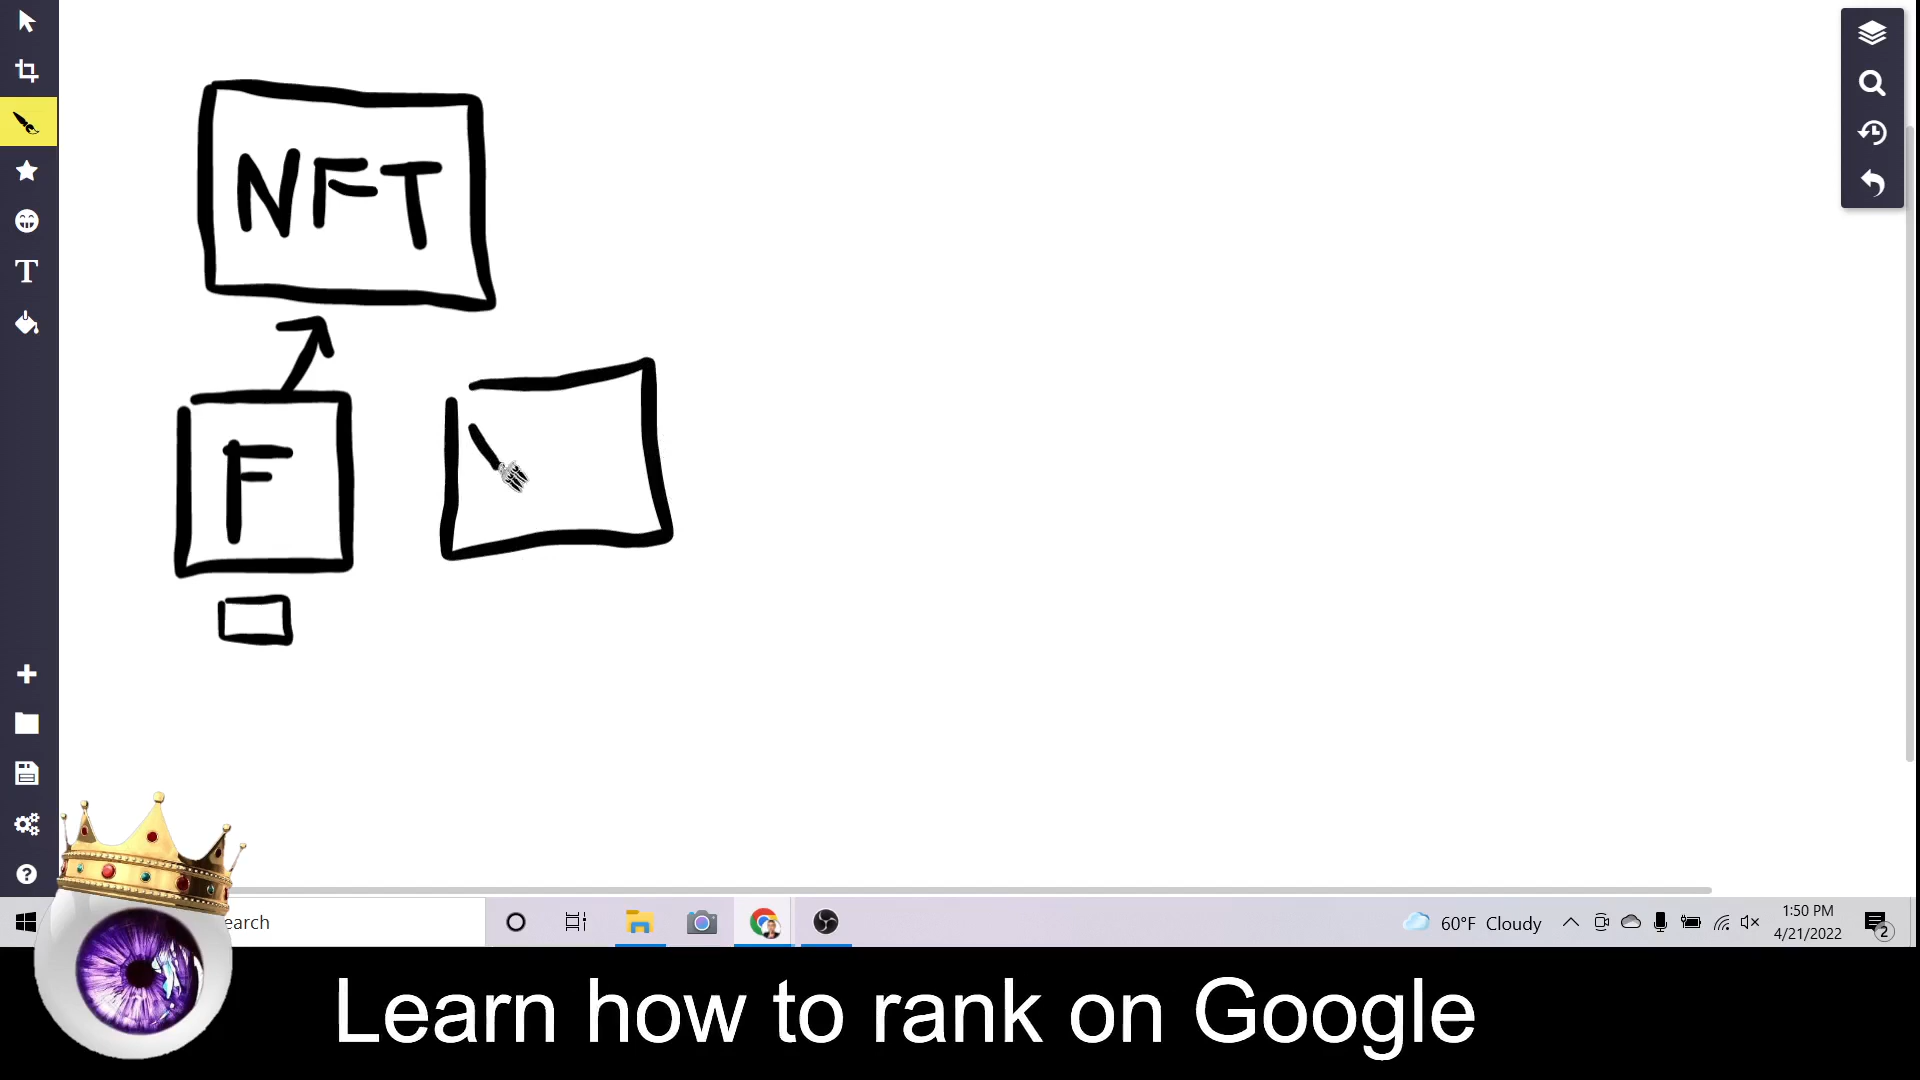 NFT
F
T
earch
60°F Cloudy
1:50 PM
4/21/2022
2
Learn how to rank on Google